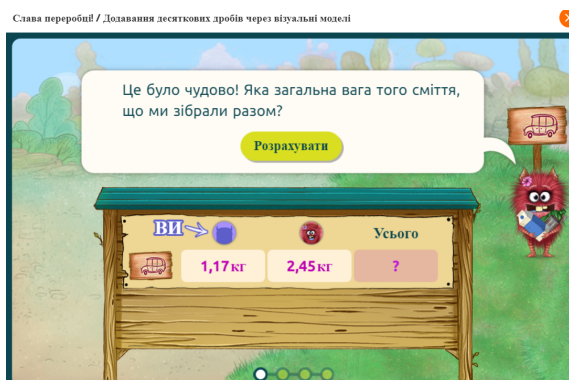 Слава переробці! / Додавання десяткових дробів через візуальні моделі
Це було чудово! Яка загальна вага того сміття,
що ми зібрали разом?
Розрахувати
ВИ Усього
1,17 кг 2,45 кг ?